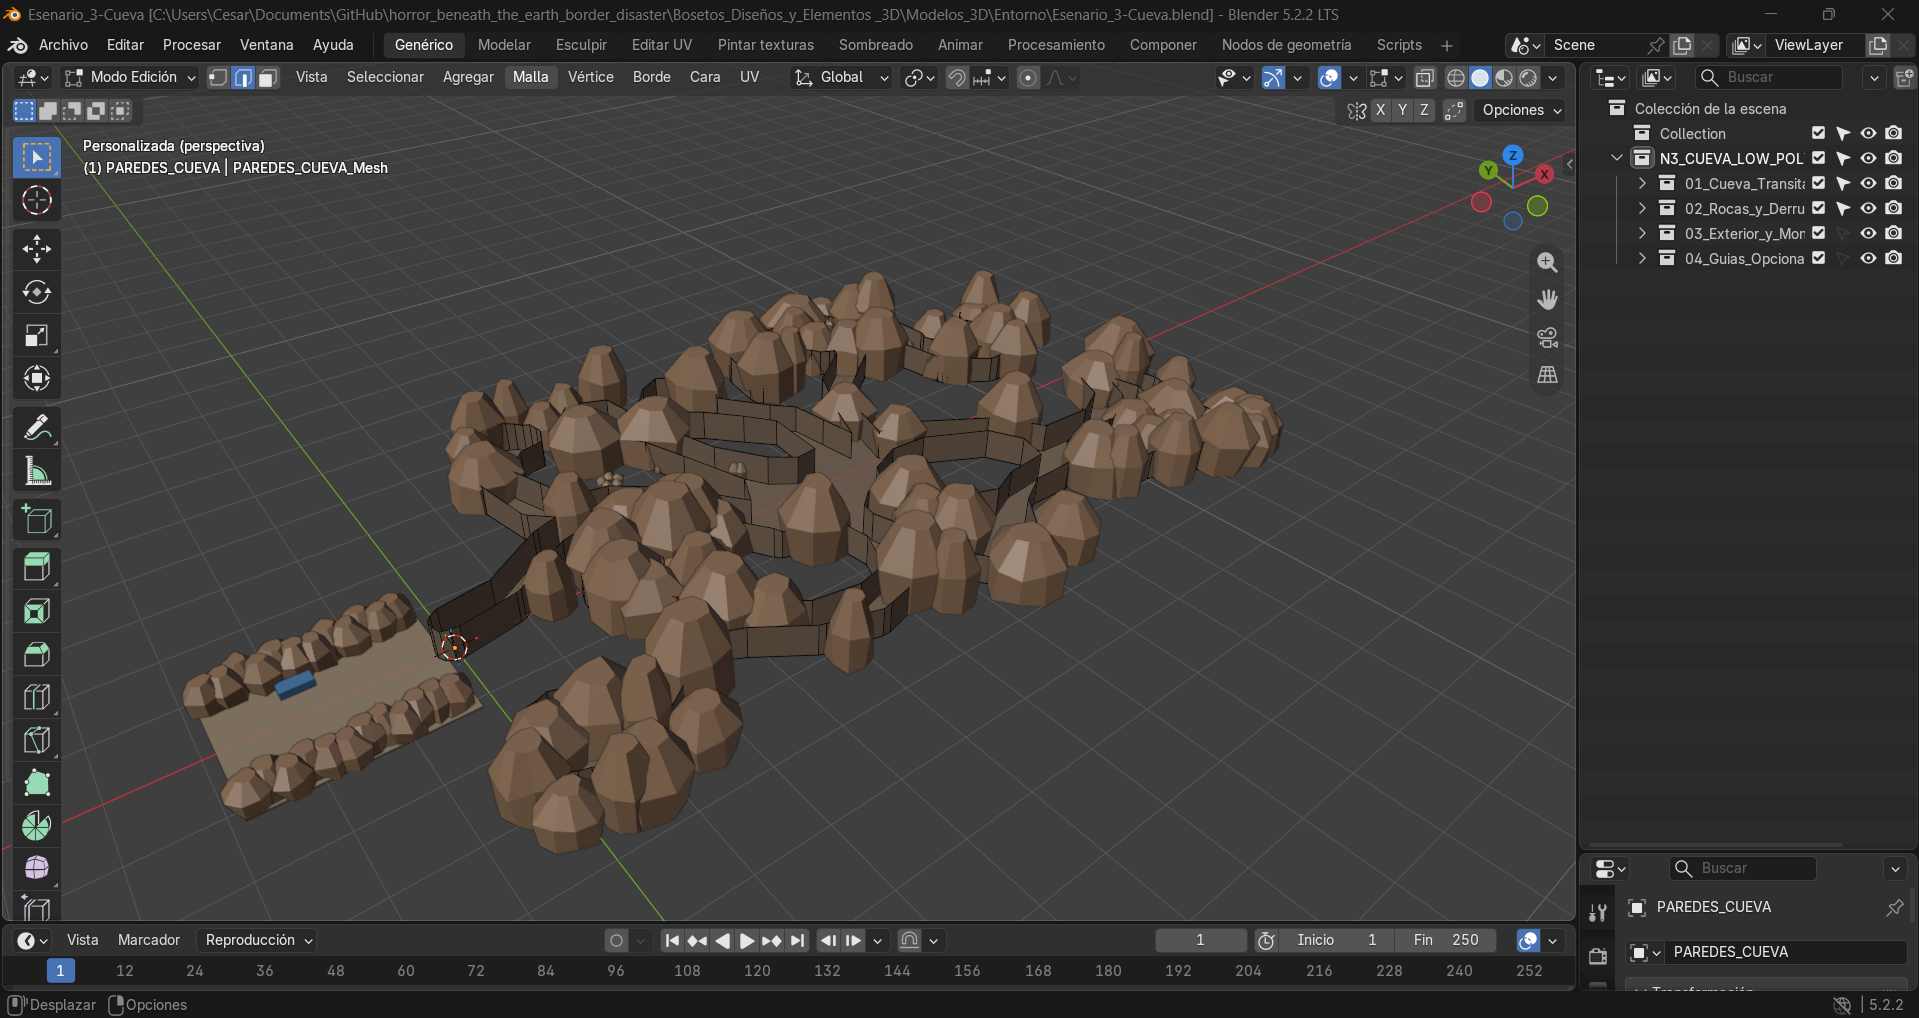 Esenario_3-Cueva [C:\Users\Cesar\Documents\GitHub\horror_beneath_the_earth_border_disaster\Bosetos_Diseños_y_Elementos _3D\Modelos_3D\Entorno\Esenario_3-Cueva.blend] - Blender 5.2.2 LTS
Archivo Editar Procesar Ventana Ayuda Genérico Modelar Esculpir Editar UV Pintar texturas Sombreado Animar Procesamiento Componer Nodos de geometría Scripts + Scene ViewLayer
Modo Edición Vista Seleccionar Agregar Malla Vértice Borde Cara UV Global
Buscar
X Y Z Opciones
Colección de la escena
Collection
N3_CUEVA_LOW_POL
01_Cueva_Transita
02_Rocas_y_Derru
03_Exterior_y_Mon
04_Guias_Opciona
Personalizada (perspectiva)
(1) PAREDES_CUEVA | PAREDES_CUEVA_Mesh
Z
Y X
Buscar
PAREDES_CUEVA
PAREDES_CUEVA
Transformación
Vista Marcador Reproducción 1 Inicio 1 Fin 250
1 12 24 36 48 60 72 84 96 108 120 132 144 156 168 180 192 204 216 228 240 252
Desplazar Opciones 5.2.2